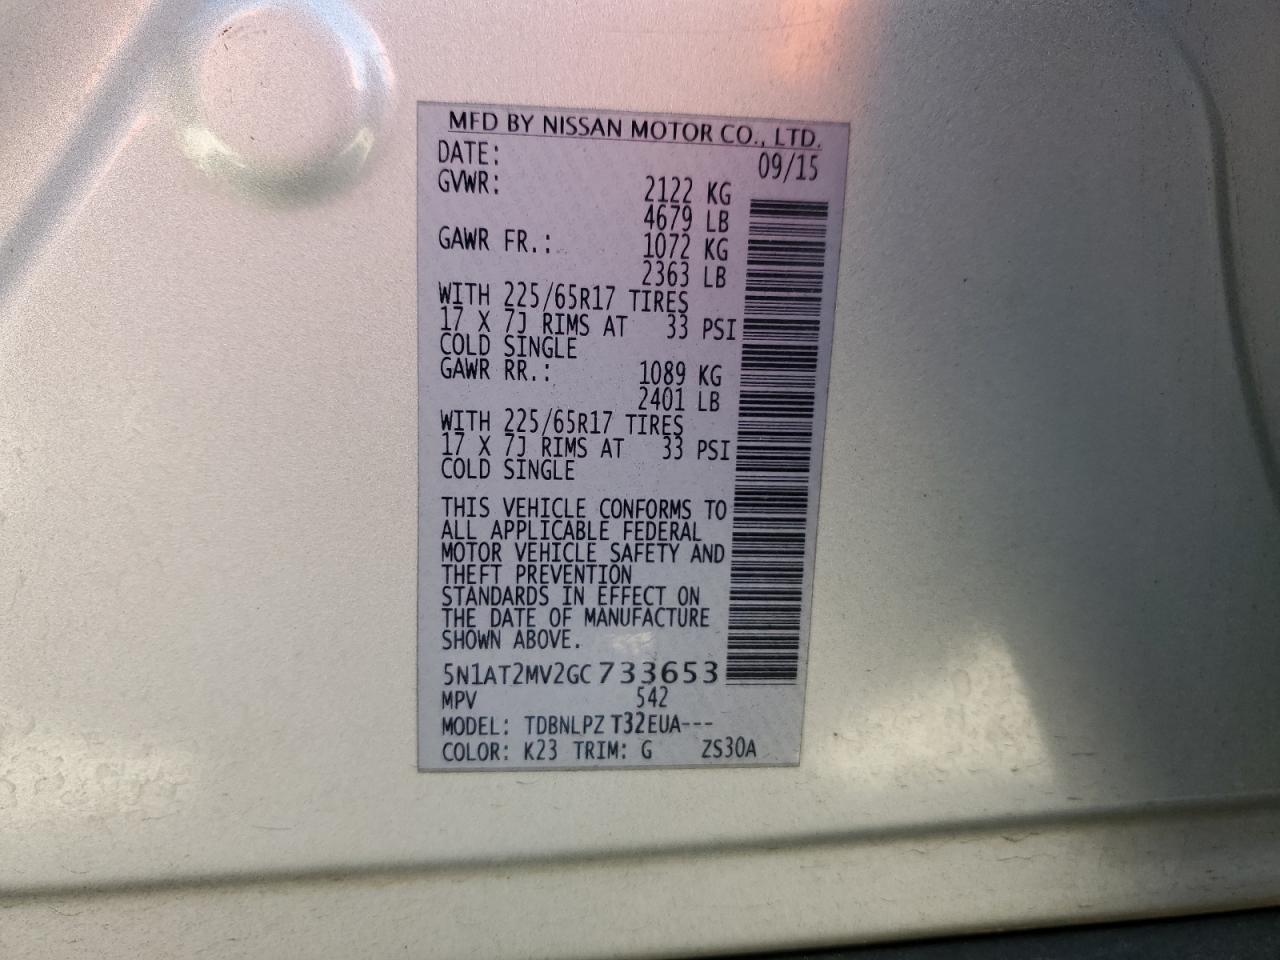 MFD BY NISSAN MOTOR CO., LTD.
DATE: 09/15
GVWR: 2122 KG
4679 LB
GAWR FR.: 1072 KG
2363 LB
WITH 225/65R17 TIRES
17 X 7J RIMS AT 33 PSI
COLD SINGLE
GAWR RR.: 1089 KG
2401 LB
WITH 225/65R17 TIRES
17 X 7J RIMS AT 33 PSI
COLD SINGLE
THIS VEHICLE CONFORMS TO
ALL APPLICABLE FEDERAL
MOTOR VEHICLE SAFETY AND
THEFT PREVENTION
STANDARDS IN EFFECT ON
THE DATE OF MANUFACTURE
SHOWN ABOVE.
5N1AT2MV2GC733653
MPV 542
MODEL: TDBNLPZ T32EUA---
COLOR: K23 TRIM: G ZS30A